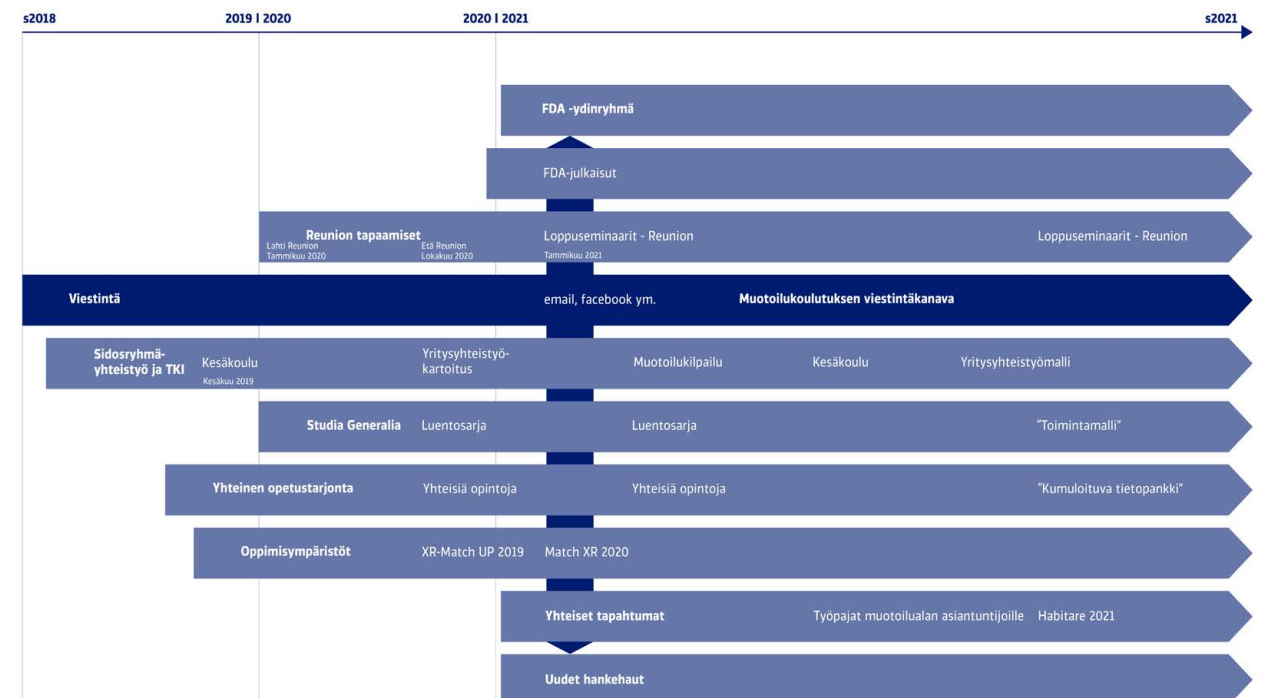 s2018
2019 | 2020
2020 | 2021
s2021
FDA -ydinryhmä
FDA-julkaisut
Reunion tapaamiset
Lahti Reunion
Tammikuu 2020
Etä Reunion
Lokakuu 2020
Loppuseminaarit - Reunion
Tammikuu 2021
Loppuseminaarit - Reunion
Viestintä
email, facebook ym.
Muotoilukoulutuksen viestintäkanava
Sidosryhmä-
yhteistyö ja TKI
Kesäkoulu
Kesäkuu 2019
Yritysyhteistyö-
kartoitus
Muotoilukilpailu
Kesäkoulu
Yritysyhteistyömalli
Studia Generalia
Luentosarja
Luentosarja
"Toimintamalli"
Yhteinen opetustarjonta
Yhteisiä opintoja
Yhteisiä opintoja
"Kumuloituva tietopankki"
Oppimisympäristöt
XR-Match UP 2019
Match XR 2020
Yhteiset tapahtumat
Työpajat muotoilualan asiantuntijoille
Habitare 2021
Uudet hankehaut